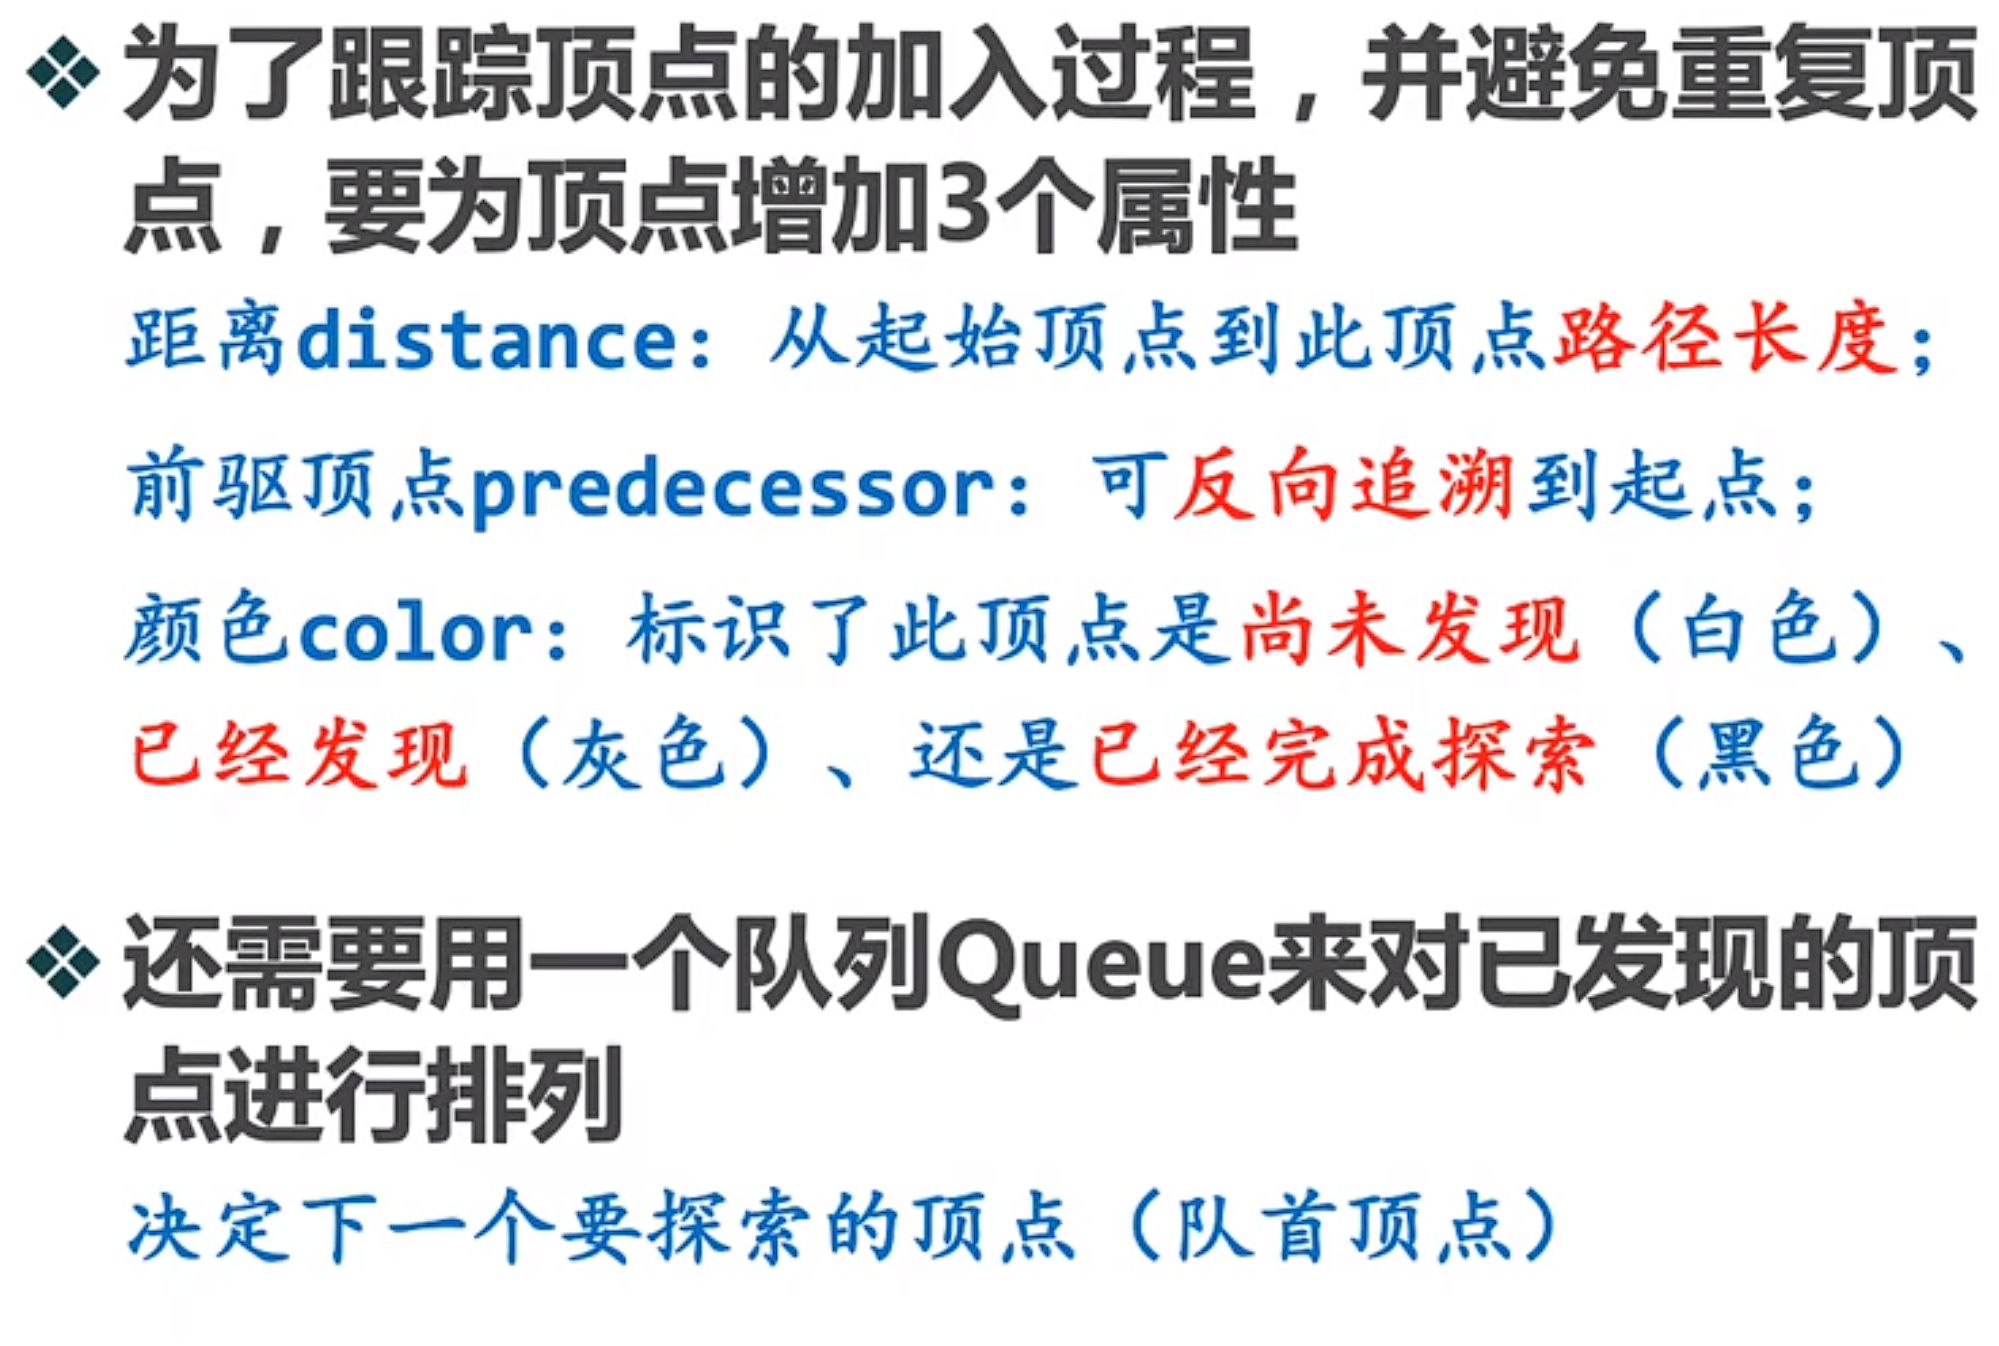 为了跟踪顶点的加入过程，并避免重复顶
点，要为顶点增加3个属性
距离distance：从起始顶点到此顶点路径长度；
前驱顶点predecessor：可反向追溯到起点；
颜色color：标识了此顶点是尚未发现（白色）、
已经发现（灰色）、还是已经完成探索（黑色）
还需要用一个队列Queue来对已发现的顶
点进行排列
决定下一个要探索的顶点（队首顶点）